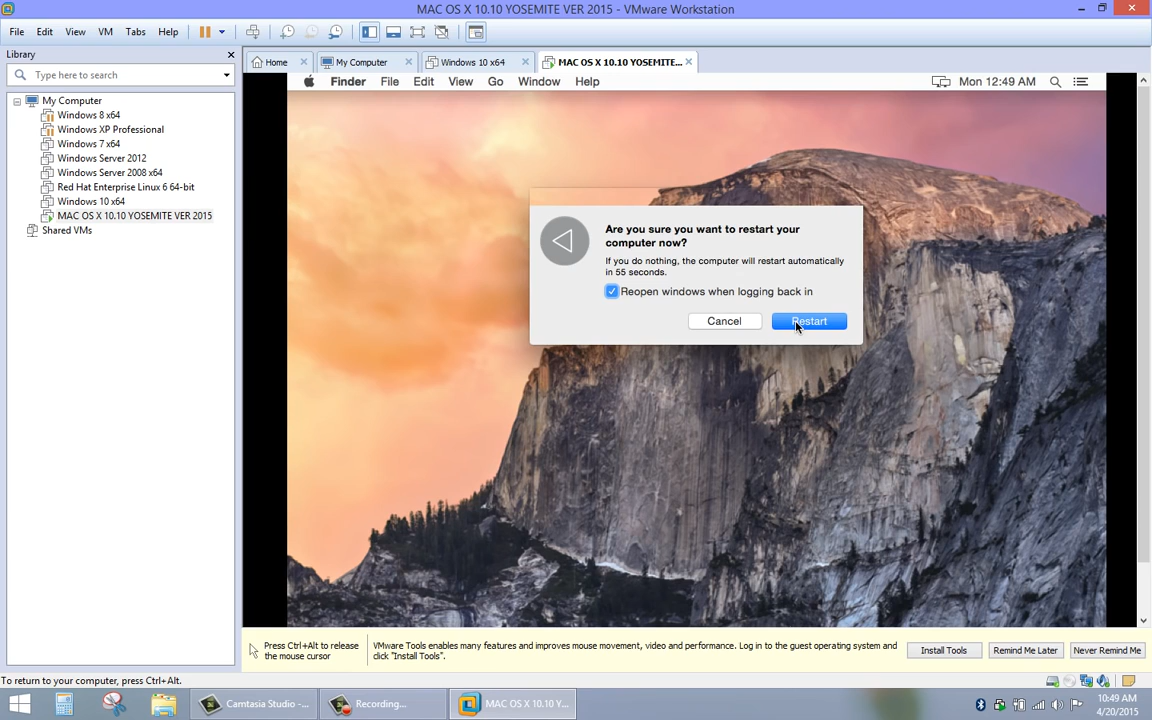 MAC OS X 10.10 YOSEMITE VER 2015 - VMware Workstation
File Edit View VM Tabs Help
Library
Type here to search
My Computer
Windows 8 x64
Windows XP Professional
Windows 7 x64
Windows Server 2012
Windows Server 2008 x64
Red Hat Enterprise Linux 6 64-bit
Windows 10 x64
MAC OS X 10.10 YOSEMITE VER 2015
Shared VMs
Home My Computer Windows 10 x64 MAC OS X 10.10 YOSEMITE...
Finder File Edit View Go Window Help Mon 12:49 AM
Are you sure you want to restart your
computer now?
If you do nothing, the computer will restart automatically
in 55 seconds.
Reopen windows when logging back in
Cancel Restart
Press Ctrl+Alt to release
the mouse cursor
VMware Tools enables many features and improves mouse movement, video and performance. Log in to the guest operating system and
click "Install Tools".
Install Tools Remind Me Later Never Remind Me
To return to your computer, press Ctrl+Alt.
Camtasia Studio -... Recording... MAC OS X 10.10 Y...
10:49 AM
4/20/2015